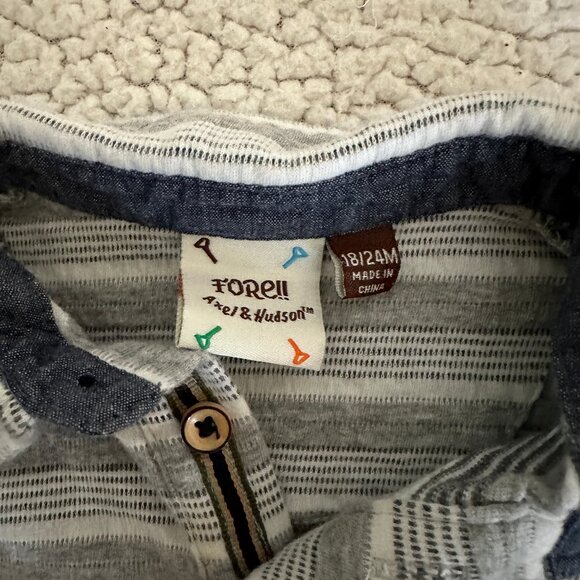 FORE!!
Axel & Hudson™
18/24M
MADE IN
CHINA